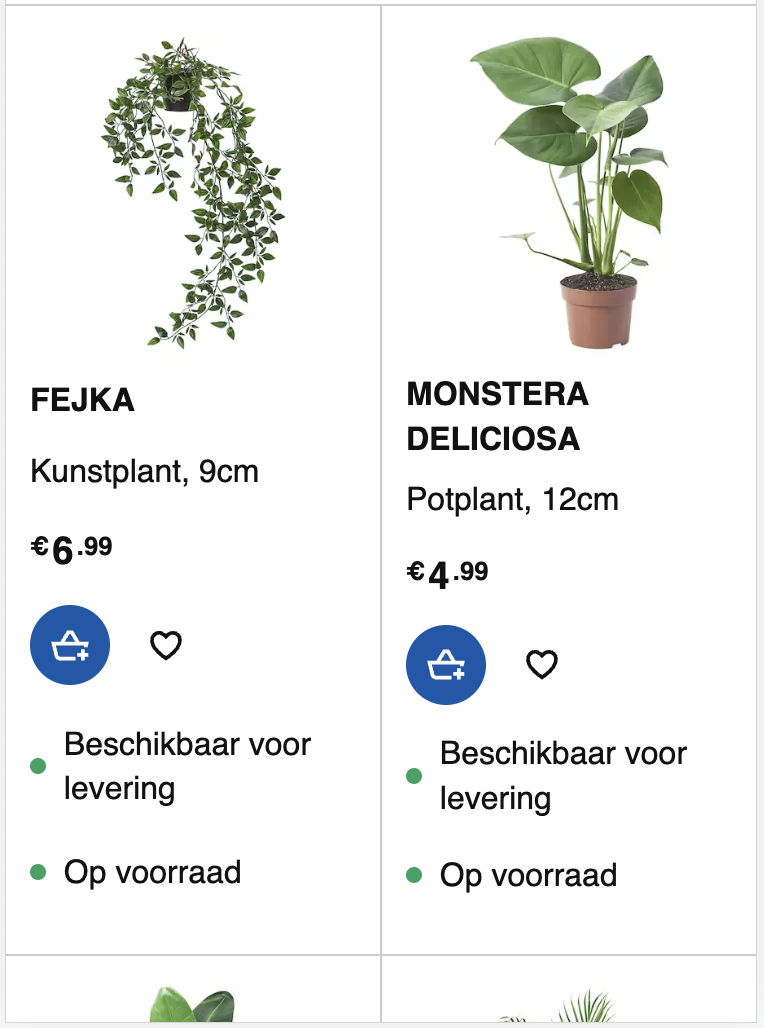 FEJKA
Kunstplant, 9cm
€6.99
Beschikbaar voor
levering
Op voorraad
MONSTERA
DELICIOSA
Potplant, 12cm
€4.99
Beschikbaar voor
levering
Op voorraad